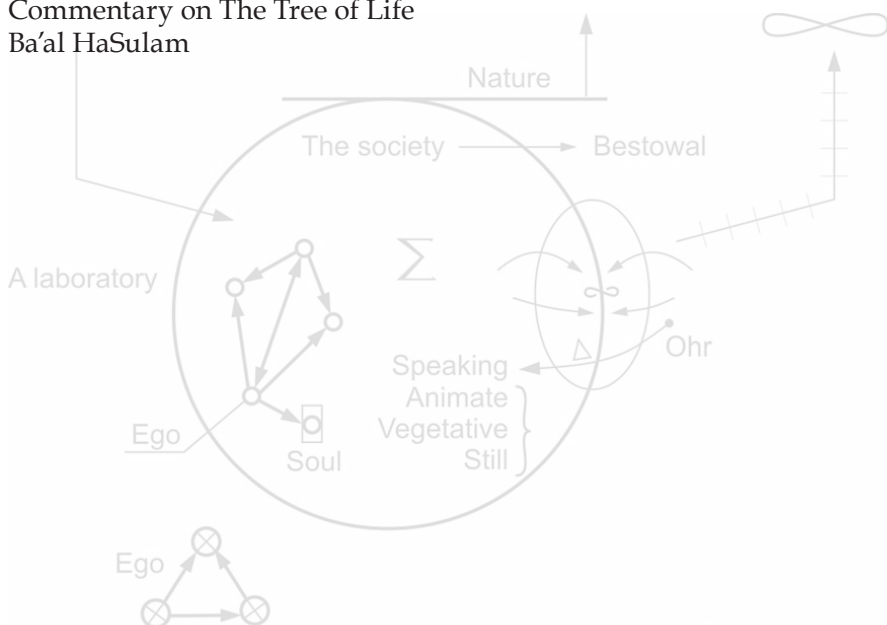 Commentary on The Tree of Life
Ba’al HaSulam
Nature
The society
Bestowal
A laboratory
Σ
Ohr
Speaking
Animate
Vegetative
Still
Ego
Soul
Ego